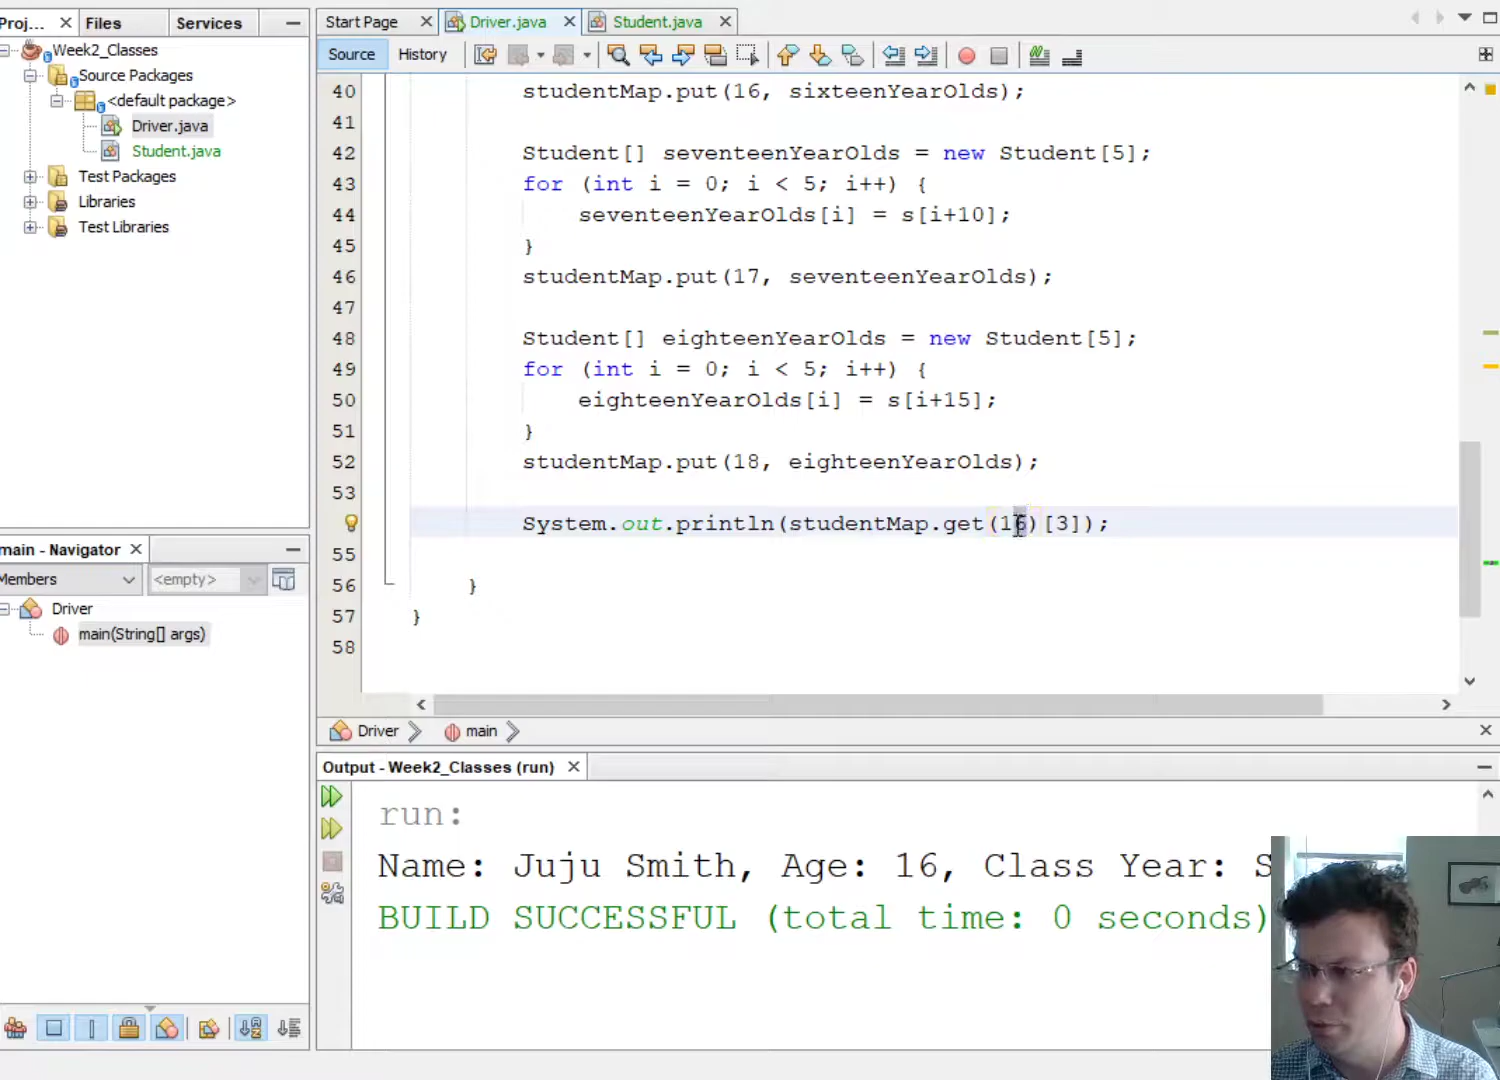 Proj... Files Services
Start Page Driver.java Student.java
Source History
Week2_Classes
Source Packages
<default package>
Driver.java
Student.java
Test Packages
Libraries
Test Libraries
40 studentMap.put(16, sixteenYearOlds);
41
42 Student[] seventeenYearOlds = new Student[5];
43 for (int i = 0; i < 5; i++) {
44 seventeenYearOlds[i] = s[i+10];
45 }
46 studentMap.put(17, seventeenYearOlds);
47
48 Student[] eighteenYearOlds = new Student[5];
49 for (int i = 0; i < 5; i++) {
50 eighteenYearOlds[i] = s[i+15];
51 }
52 studentMap.put(18, eighteenYearOlds);
53
System.out.println(studentMap.get(16)[3]);
55
56 }
57 }
58
main - Navigator
Members <empty>
Driver
main(String[] args)
Driver main
Output - Week2_Classes (run)
run:
Name: Juju Smith, Age: 16, Class Year: S
BUILD SUCCESSFUL (total time: 0 seconds)